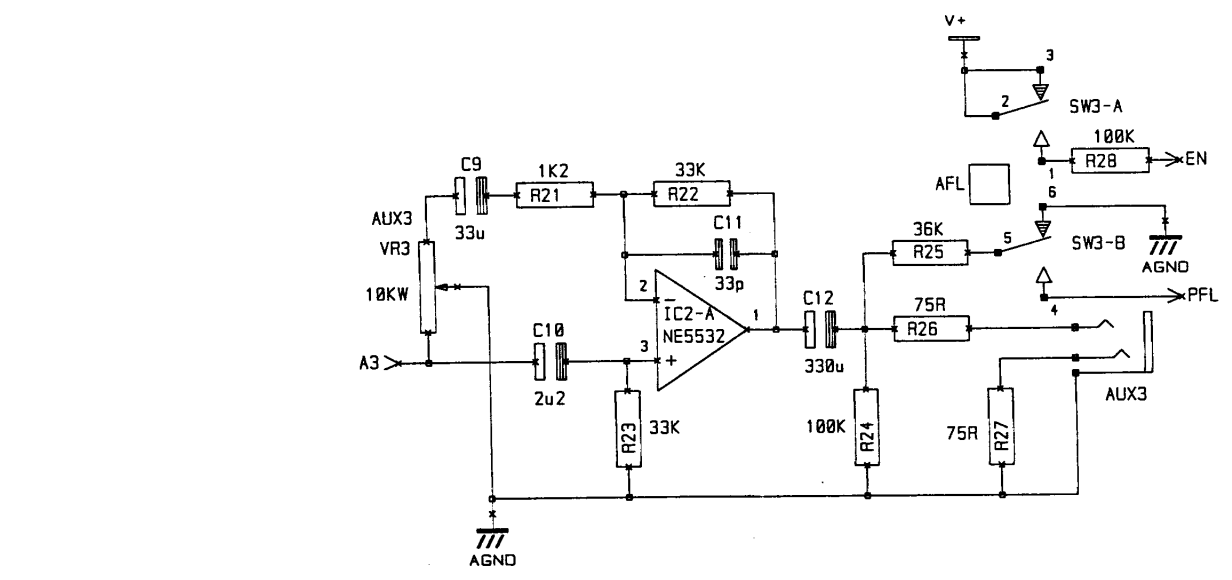 V+
3
2
SW3-A
100K
R28
EN
1
AFL
6
C9
1K2
R21
33K
R22
33u
AUX3
VR3
10KW
C11
33p
36K
R25
5
SW3-B
AGND
2
IC2-A
NE5532
1
3
C12
330u
75R
R26
4
PFL
A3
C10
2u2
R23
33K
100K
R24
75R
R27
AUX3
AGND